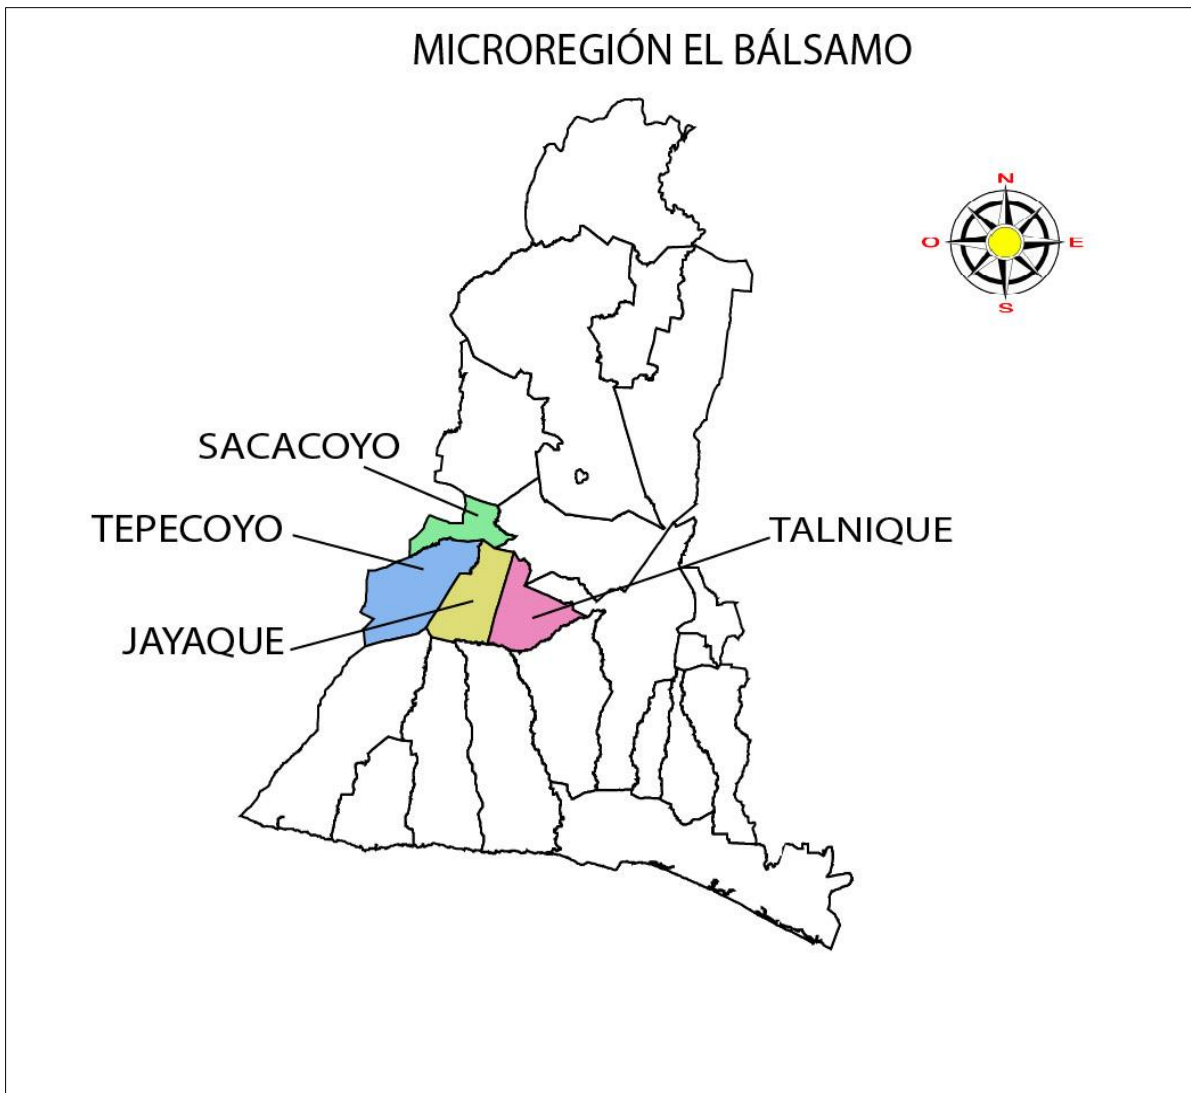 MICROREGIÓN EL BÁLSAMO
N
O
E
S
SACACOYO
TEPECOYO
TALNIQUE
JAYAQUE